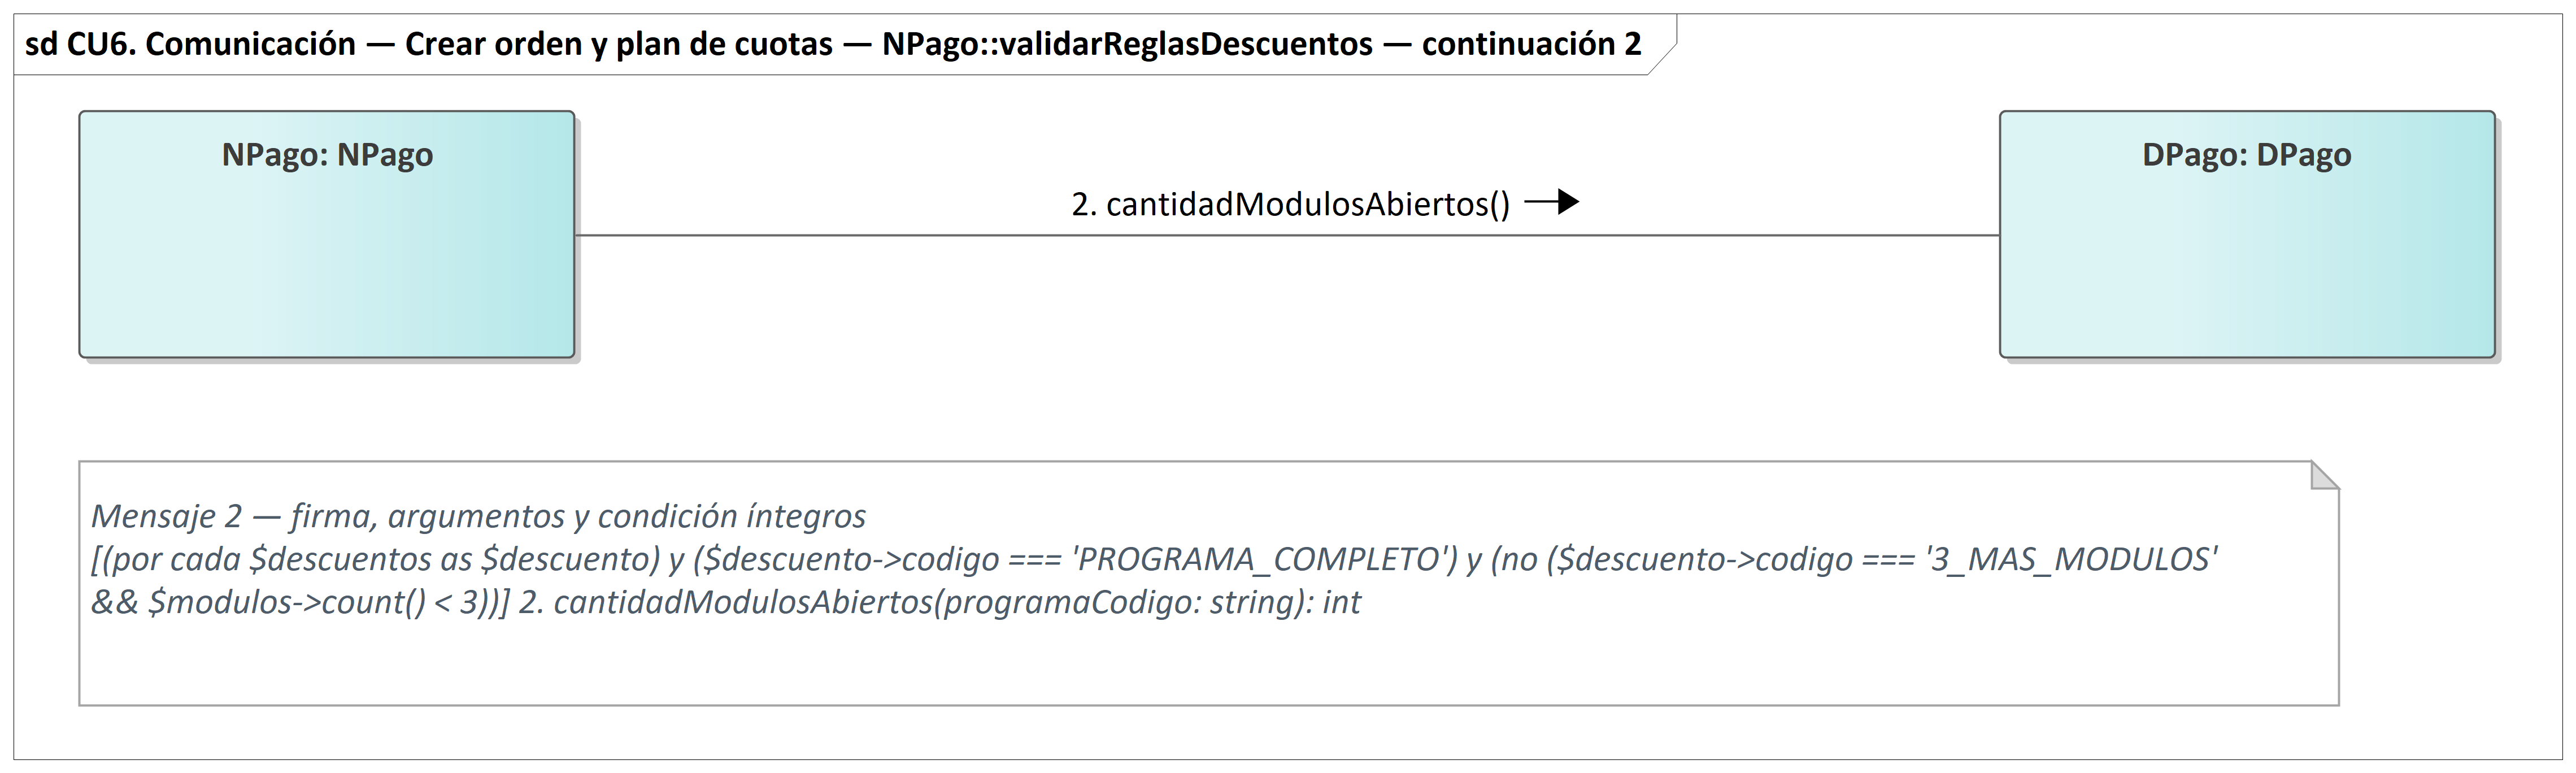 sd CU6. Comunicación — Crear orden y plan de cuotas — NPago::validarReglasDescuentos — continuación 2
NPago: NPago
DPago: DPago
2. cantidadModulosAbiertos()
Mensaje 2 — firma, argumentos y condición íntegros
[(por cada $descuentos as $descuento) y ($descuento->codigo === 'PROGRAMA_COMPLETO') y (no ($descuento->codigo === '3_MAS_MODULOS'
&& $modulos->count() < 3))] 2. cantidadModulosAbiertos(programaCodigo: string): int